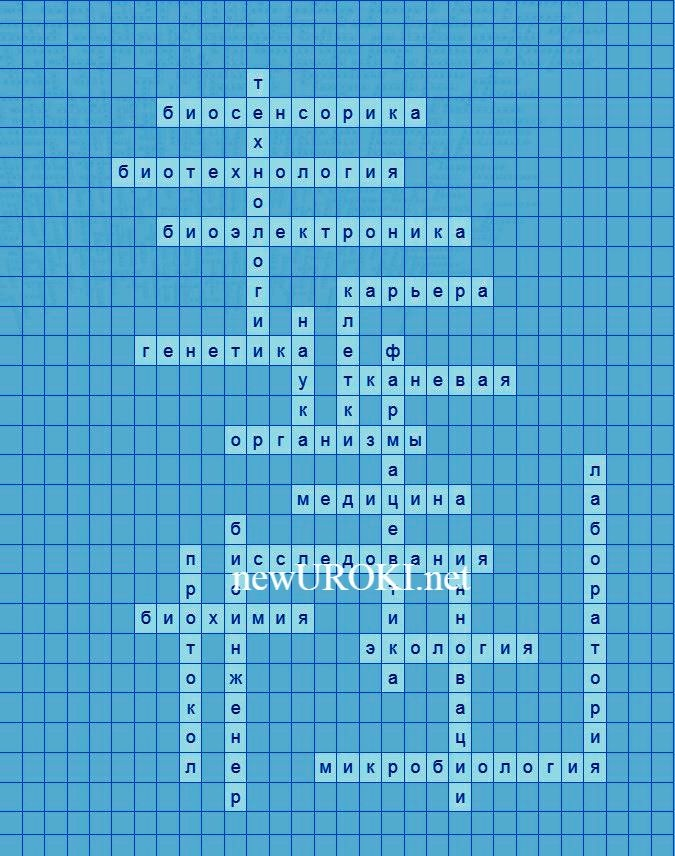 технологии
биосенсорика
биотехнология
биоэлектроника
карьера
клетки
наука
генетика
фармацевтика
тканевая
организмы
лаборатория
медицина
биоинженер
исследования
протокол
инновации
newUROKI.net
биохимия
экология
микробиология